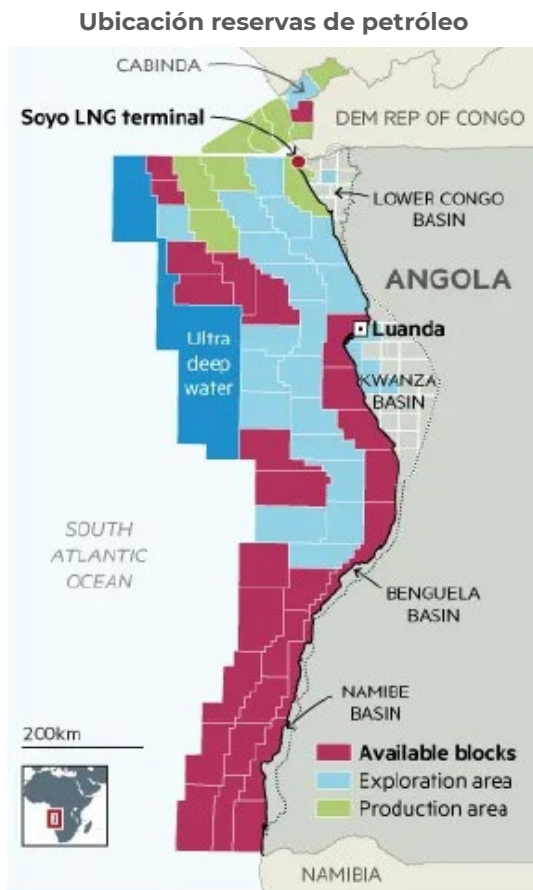 Ubicación reservas de petróleo
CABINDA
Soyo LNG terminal
DEM REP OF CONGO
LOWER CONGO
BASIN
ANGOLA
Luanda
Ultra
deep
water
KWANZA
BASIN
SOUTH
ATLANTIC
OCEAN
BENGUELA
BASIN
NAMIBE
BASIN
200km
Available blocks
Exploration area
Production area
NAMIBIA